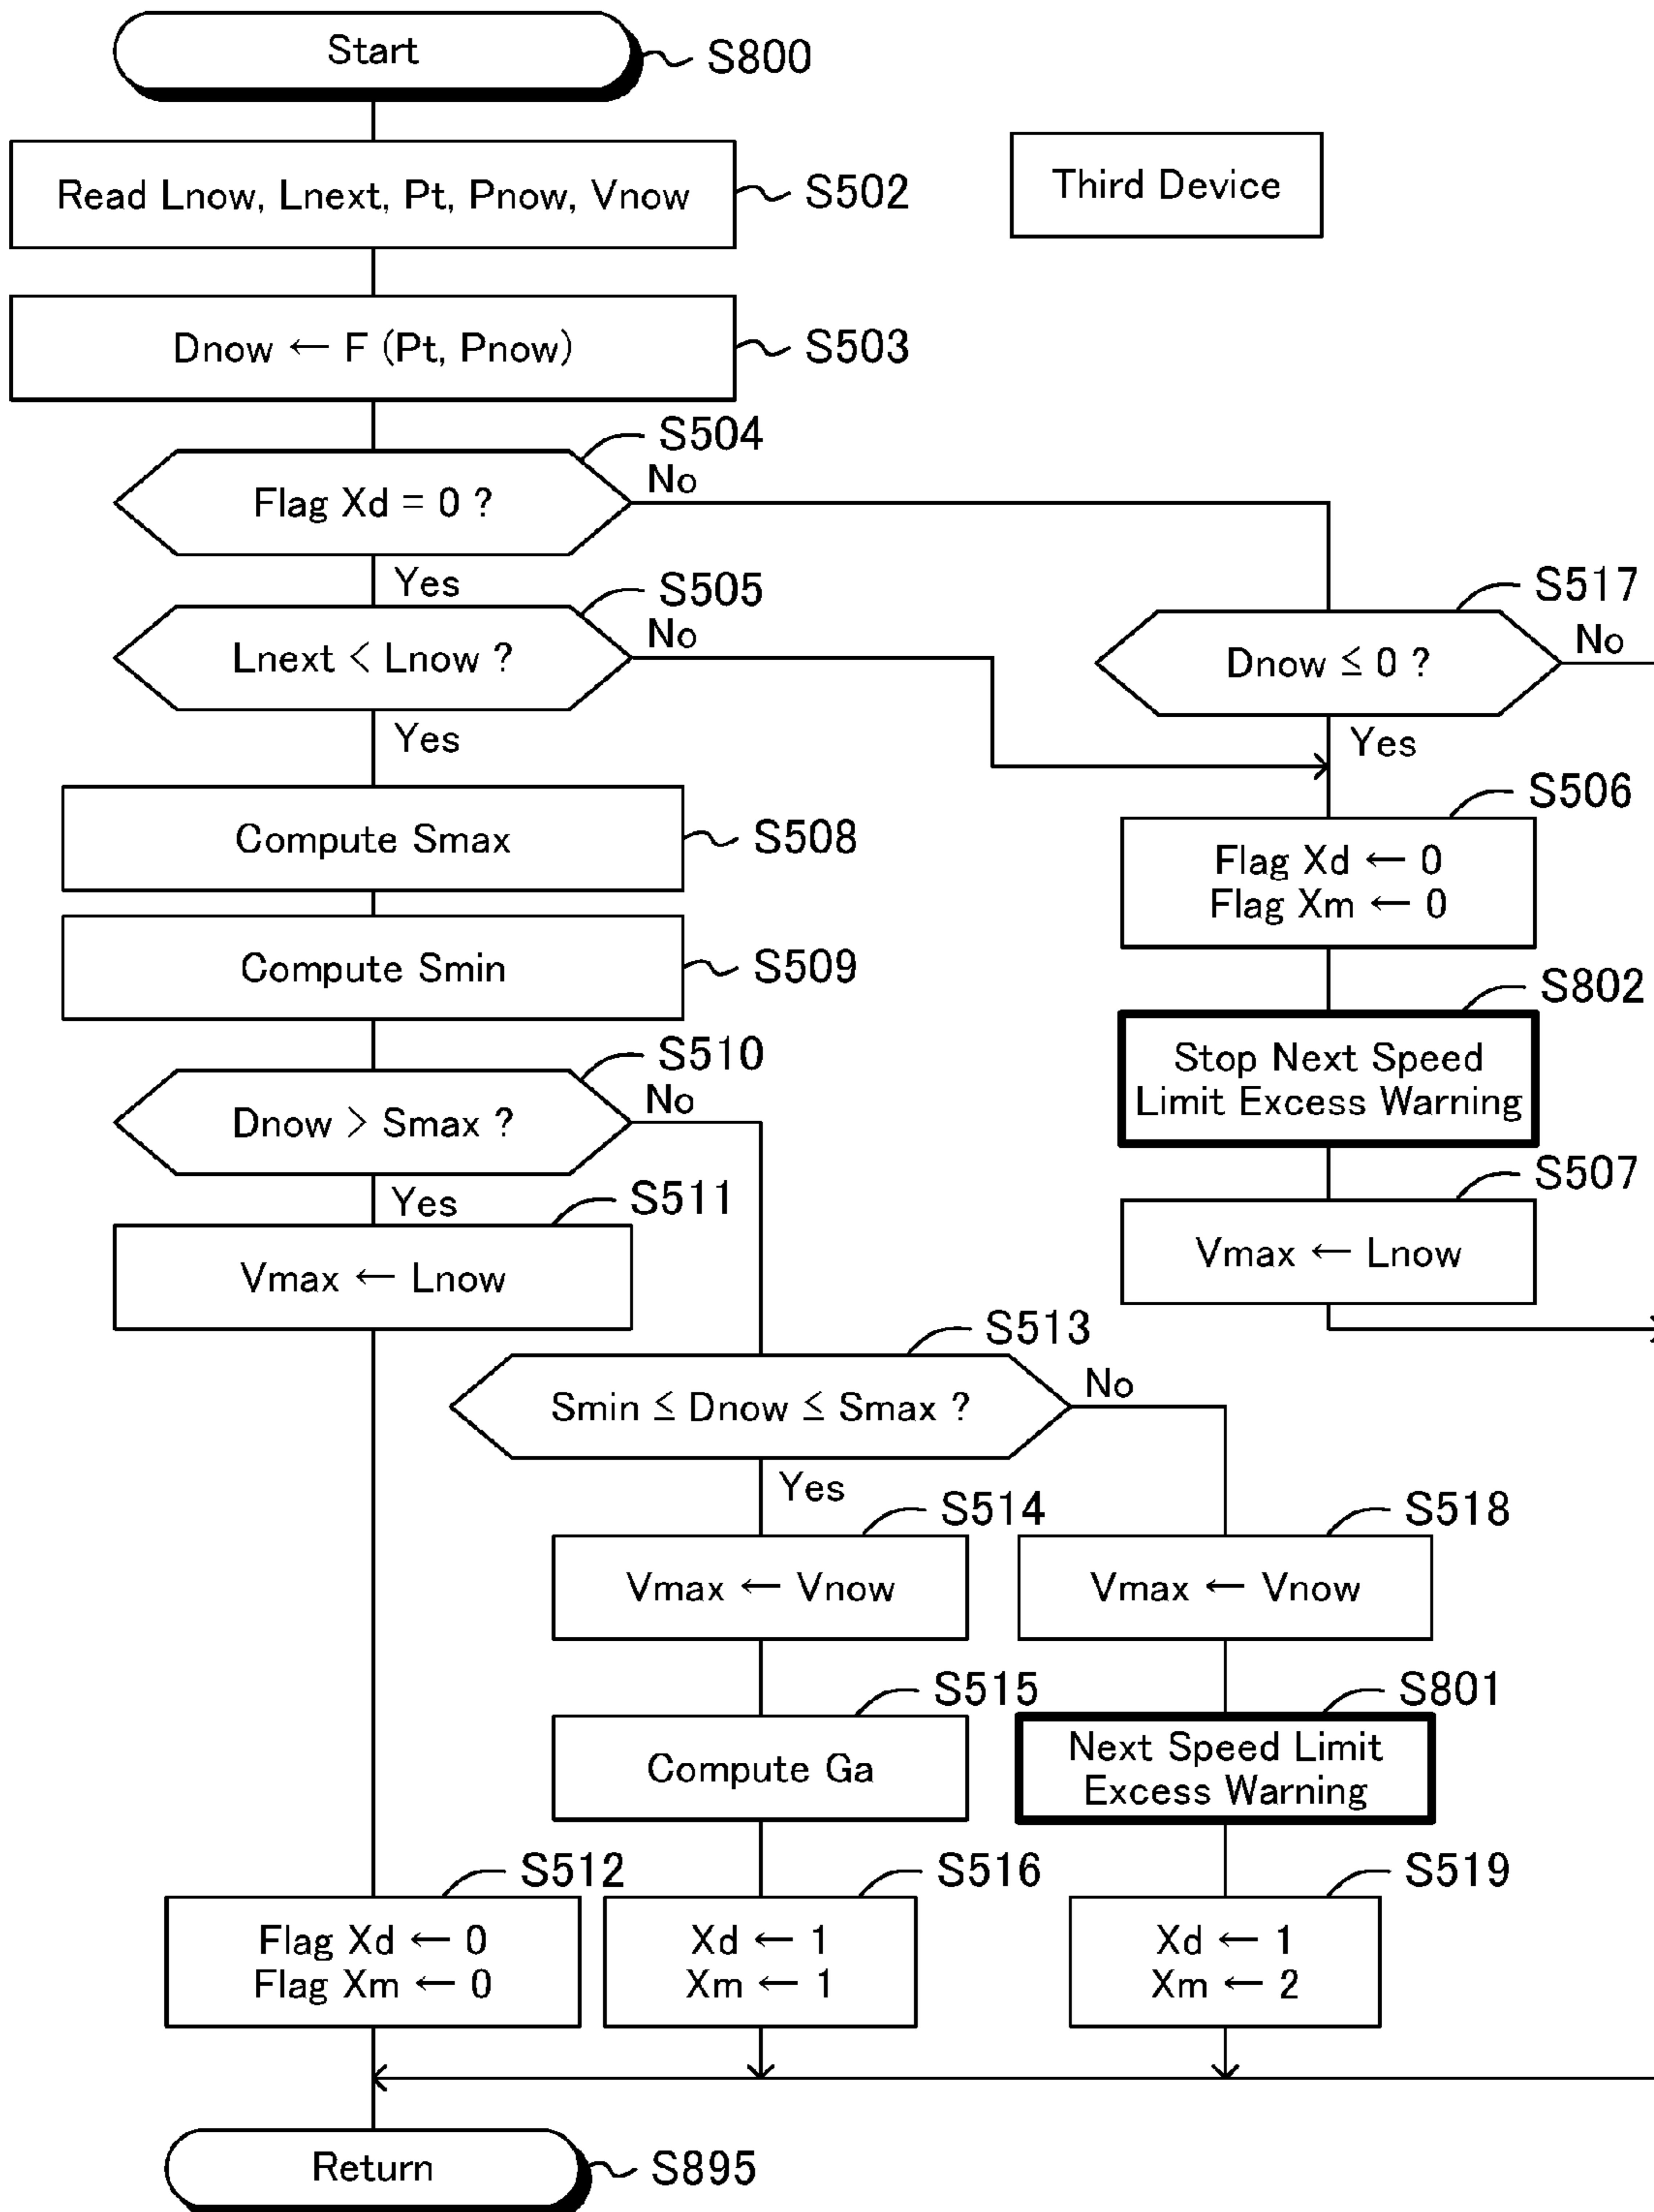 Start
S800
Read Lnow, Lnext, Pt, Pnow, Vnow
S502
Third Device
Dnow ← F (Pt, Pnow)
S503
S504
Flag Xd = 0 ?
No
Yes
S505
Lnext < Lnow ?
No
Yes
S517
Dnow ≦ 0 ?
No
Yes
Compute Smax
S508
S506
Flag Xd ← 0
Flag Xm ← 0
Compute Smin
S509
S802
Stop Next Speed
Limit Excess Warning
S510
Dnow > Smax ?
No
Yes
S511
Vmax ← Lnow
S507
Vmax ← Lnow
S513
Smin ≦ Dnow ≦ Smax ?
No
Yes
S514
Vmax ← Vnow
S518
Vmax ← Vnow
S515
Compute Ga
S801
Next Speed Limit
Excess Warning
S512
Flag Xd ← 0
Flag Xm ← 0
S516
Xd ← 1
Xm ← 1
S519
Xd ← 1
Xm ← 2
Return
S895